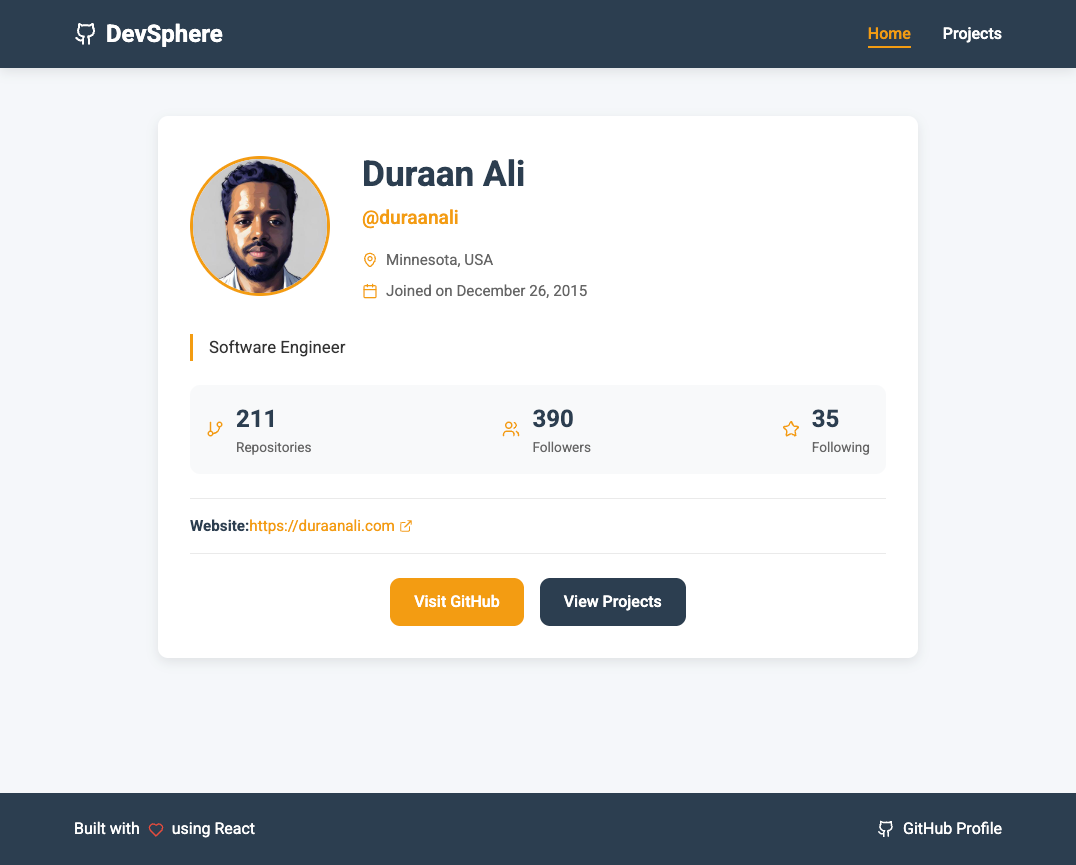 DevSphere
Home
Projects
Duraan Ali
@duraanali
Minnesota, USA
Joined on December 26, 2015
Software Engineer
211
Repositories
390
Followers
35
Following
Website:https://duraanali.com
Visit GitHub
View Projects
Built with using React
GitHub Profile